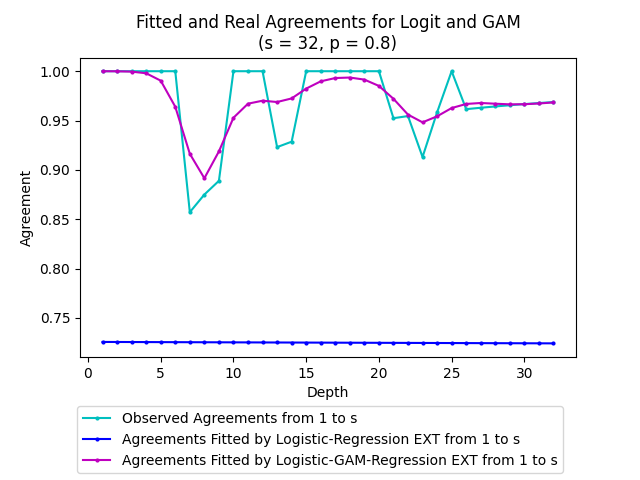 Fitted and Real Agreements for Logit and GAM
(s = 32, p = 0.8)
1.00
0.95
0.90
0.85
0.80
0.75
Agreement
0
5
10
15
20
25
30
Depth
Observed Agreements from 1 to s
Agreements Fitted by Logistic-Regression EXT from 1 to s
Agreements Fitted by Logistic-GAM-Regression EXT from 1 to s